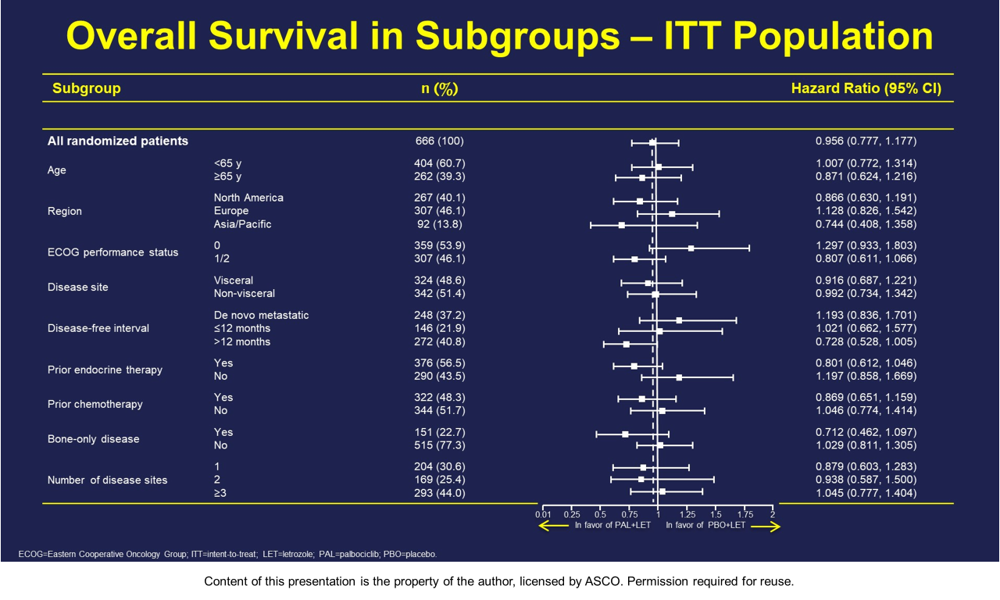 Overall Survival in Subgroups – ITT Population
Subgroup n (%) Hazard Ratio (95% CI)
All randomized patients 666 (100) 0.956 (0.777, 1.177)
Age
<65 y 404 (60.7) 1.007 (0.772, 1.314)
≥65 y 262 (39.3) 0.871 (0.624, 1.216)
Region
North America 267 (40.1) 0.866 (0.630, 1.191)
Europe 307 (46.1) 1.128 (0.826, 1.542)
Asia/Pacific 92 (13.8) 0.744 (0.408, 1.358)
ECOG performance status
0 359 (53.9) 1.297 (0.933, 1.803)
1/2 307 (46.1) 0.807 (0.611, 1.066)
Disease site
Visceral 324 (48.6) 0.916 (0.687, 1.221)
Non-visceral 342 (51.4) 0.992 (0.734, 1.342)
Disease-free interval
De novo metastatic 248 (37.2) 1.193 (0.836, 1.701)
≤12 months 146 (21.9) 1.021 (0.662, 1.577)
>12 months 272 (40.8) 0.728 (0.528, 1.005)
Prior endocrine therapy
Yes 376 (56.5) 0.801 (0.612, 1.046)
No 290 (43.5) 1.197 (0.858, 1.669)
Prior chemotherapy
Yes 322 (48.3) 0.869 (0.651, 1.159)
No 344 (51.7) 1.046 (0.774, 1.414)
Bone-only disease
Yes 151 (22.7) 0.712 (0.462, 1.097)
No 515 (77.3) 1.029 (0.811, 1.305)
Number of disease sites
1 204 (30.6) 0.879 (0.603, 1.283)
2 169 (25.4) 0.938 (0.587, 1.500)
≥3 293 (44.0) 1.045 (0.777, 1.404)
0.01 0.25 0.5 0.75 1 1.25 1.5 1.75 2
In favor of PAL+LET In favor of PBO+LET
ECOG=Eastern Cooperative Oncology Group; ITT=intent-to-treat; LET=letrozole; PAL=palbociclib; PBO=placebo.
Content of this presentation is the property of the author, licensed by ASCO. Permission required for reuse.